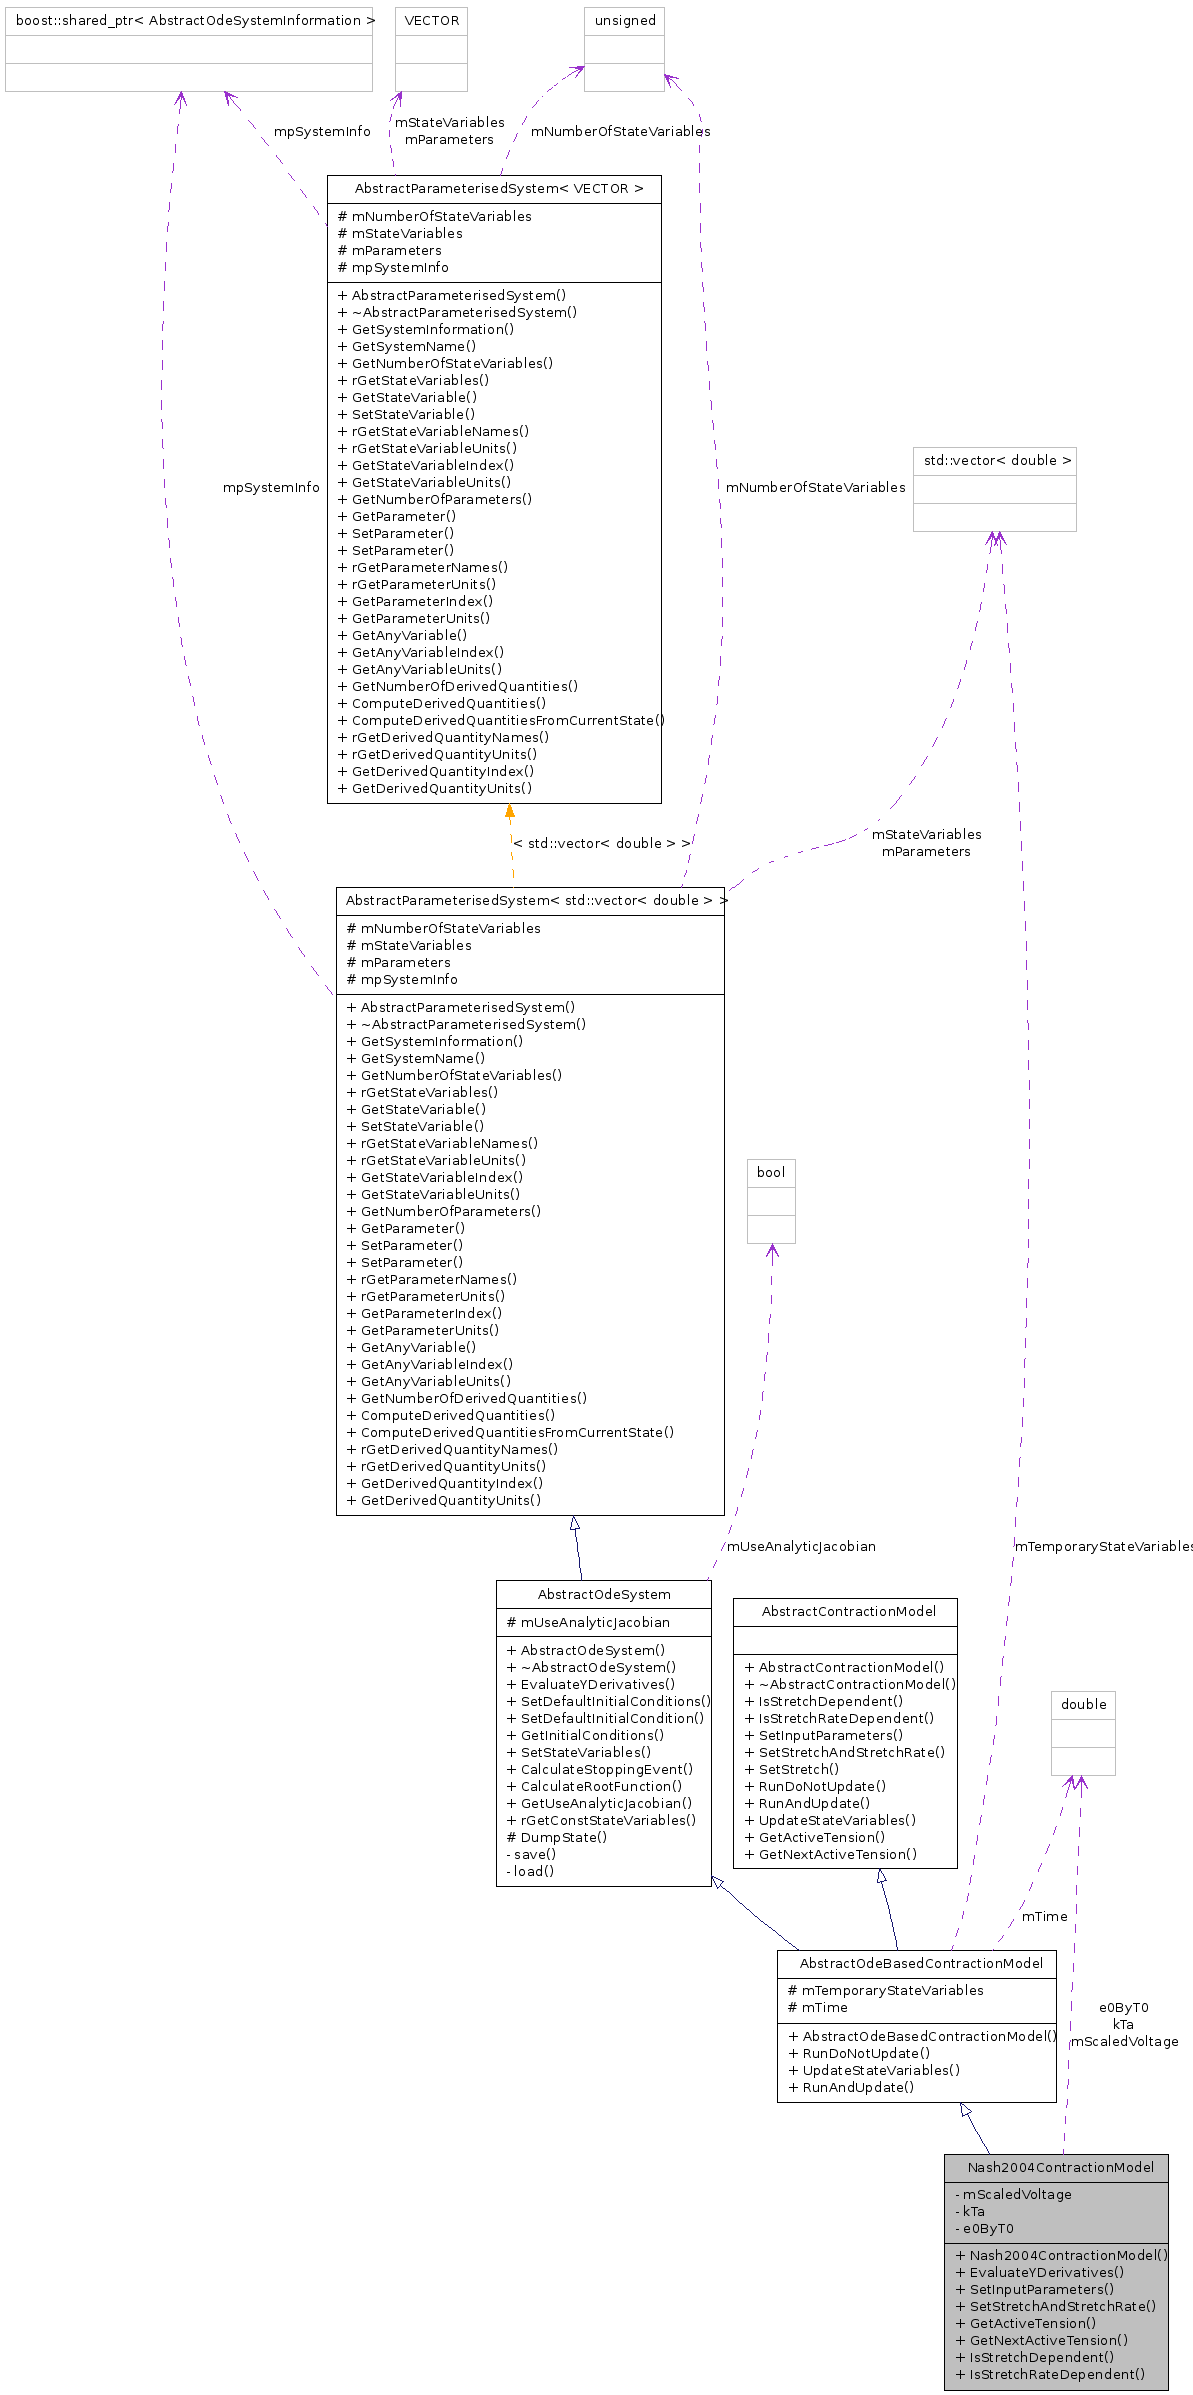 boost::shared_ptr< AbstractOdeSystemInformation >
VECTOR
unsigned
mpSystemInfo
mStateVariables
mParameters
mNumberOfStateVariables
AbstractParameterisedSystem< VECTOR >
# mNumberOfStateVariables
# mStateVariables
# mParameters
# mpSystemInfo
+ AbstractParameterisedSystem()
+ ~AbstractParameterisedSystem()
+ GetSystemInformation()
+ GetSystemName()
+ GetNumberOfStateVariables()
+ rGetStateVariables()
+ GetStateVariable()
+ SetStateVariable()
+ rGetStateVariableNames()
+ rGetStateVariableUnits()
+ GetStateVariableIndex()
+ GetStateVariableUnits()
+ GetNumberOfParameters()
+ GetParameter()
+ SetParameter()
+ SetParameter()
+ rGetParameterNames()
+ rGetParameterUnits()
+ GetParameterIndex()
+ GetParameterUnits()
+ GetAnyVariable()
+ GetAnyVariableIndex()
+ GetAnyVariableUnits()
+ GetNumberOfDerivedQuantities()
+ ComputeDerivedQuantities()
+ ComputeDerivedQuantitiesFromCurrentState()
+ rGetDerivedQuantityNames()
+ rGetDerivedQuantityUnits()
+ GetDerivedQuantityIndex()
+ GetDerivedQuantityUnits()
mpSystemInfo
mNumberOfStateVariables
std::vector< double >
< std::vector< double > >
mStateVariables
mParameters
AbstractParameterisedSystem< std::vector< double > >
# mNumberOfStateVariables
# mStateVariables
# mParameters
# mpSystemInfo
+ AbstractParameterisedSystem()
+ ~AbstractParameterisedSystem()
+ GetSystemInformation()
+ GetSystemName()
+ GetNumberOfStateVariables()
+ rGetStateVariables()
+ GetStateVariable()
+ SetStateVariable()
+ rGetStateVariableNames()
+ rGetStateVariableUnits()
+ GetStateVariableIndex()
+ GetStateVariableUnits()
+ GetNumberOfParameters()
+ GetParameter()
+ SetParameter()
+ SetParameter()
+ rGetParameterNames()
+ rGetParameterUnits()
+ GetParameterIndex()
+ GetParameterUnits()
+ GetAnyVariable()
+ GetAnyVariableIndex()
+ GetAnyVariableUnits()
+ GetNumberOfDerivedQuantities()
+ ComputeDerivedQuantities()
+ ComputeDerivedQuantitiesFromCurrentState()
+ rGetDerivedQuantityNames()
+ rGetDerivedQuantityUnits()
+ GetDerivedQuantityIndex()
+ GetDerivedQuantityUnits()
bool
mUseAnalyticJacobian
mTemporaryStateVariables
AbstractOdeSystem
# mUseAnalyticJacobian
+ AbstractOdeSystem()
+ ~AbstractOdeSystem()
+ EvaluateYDerivatives()
+ SetDefaultInitialConditions()
+ SetDefaultInitialCondition()
+ GetInitialConditions()
+ SetStateVariables()
+ CalculateStoppingEvent()
+ CalculateRootFunction()
+ GetUseAnalyticJacobian()
+ rGetConstStateVariables()
# DumpState()
- save()
- load()
AbstractContractionModel
+ AbstractContractionModel()
+ ~AbstractContractionModel()
+ IsStretchDependent()
+ IsStretchRateDependent()
+ SetInputParameters()
+ SetStretchAndStretchRate()
+ SetStretch()
+ RunDoNotUpdate()
+ RunAndUpdate()
+ UpdateStateVariables()
+ GetActiveTension()
+ GetNextActiveTension()
double
mTime
AbstractOdeBasedContractionModel
# mTemporaryStateVariables
# mTime
+ AbstractOdeBasedContractionModel()
+ RunDoNotUpdate()
+ UpdateStateVariables()
+ RunAndUpdate()
e0ByT0
kTa
mScaledVoltage
Nash2004ContractionModel
- mScaledVoltage
- kTa
- e0ByT0
+ Nash2004ContractionModel()
+ EvaluateYDerivatives()
+ SetInputParameters()
+ SetStretchAndStretchRate()
+ GetActiveTension()
+ GetNextActiveTension()
+ IsStretchDependent()
+ IsStretchRateDependent()